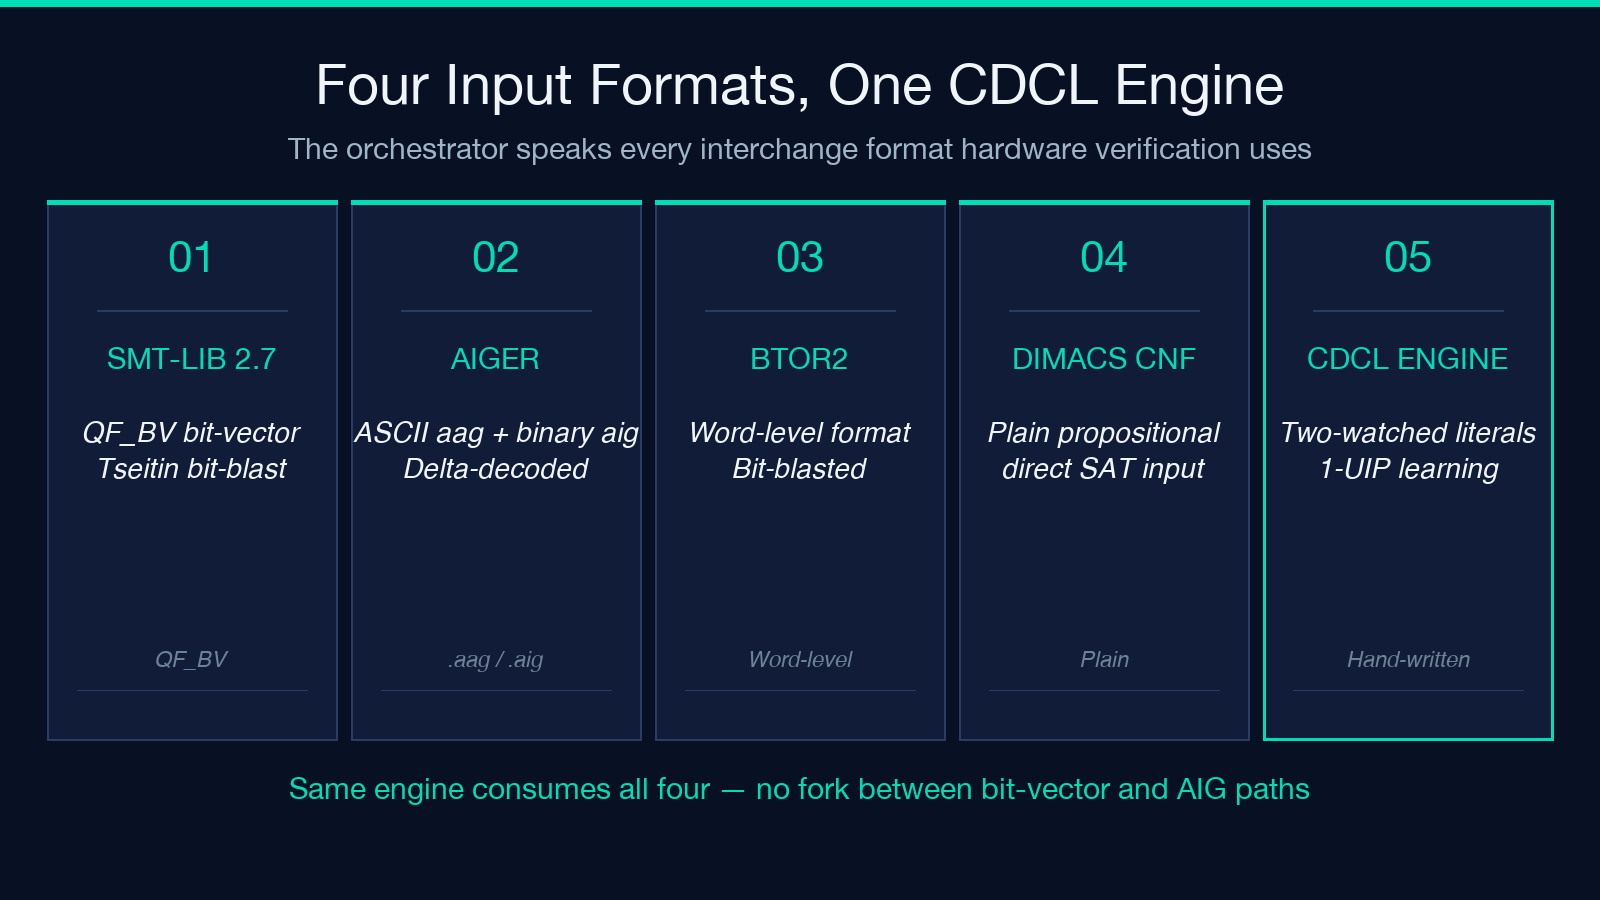 Four Input Formats, One CDCL Engine
The orchestrator speaks every interchange format hardware verification uses
01
SMT-LIB 2.7
QF_BV bit-vector
Tseitin bit-blast
QF_BV
02
AIGER
ASCII aag + binary aig
Delta-decoded
.aag / .aig
03
BTOR2
Word-level format
Bit-blasted
Word-level
04
DIMACS CNF
Plain propositional
direct SAT input
Plain
05
CDCL ENGINE
Two-watched literals
1-UIP learning
Hand-written
Same engine consumes all four — no fork between bit-vector and AIG paths